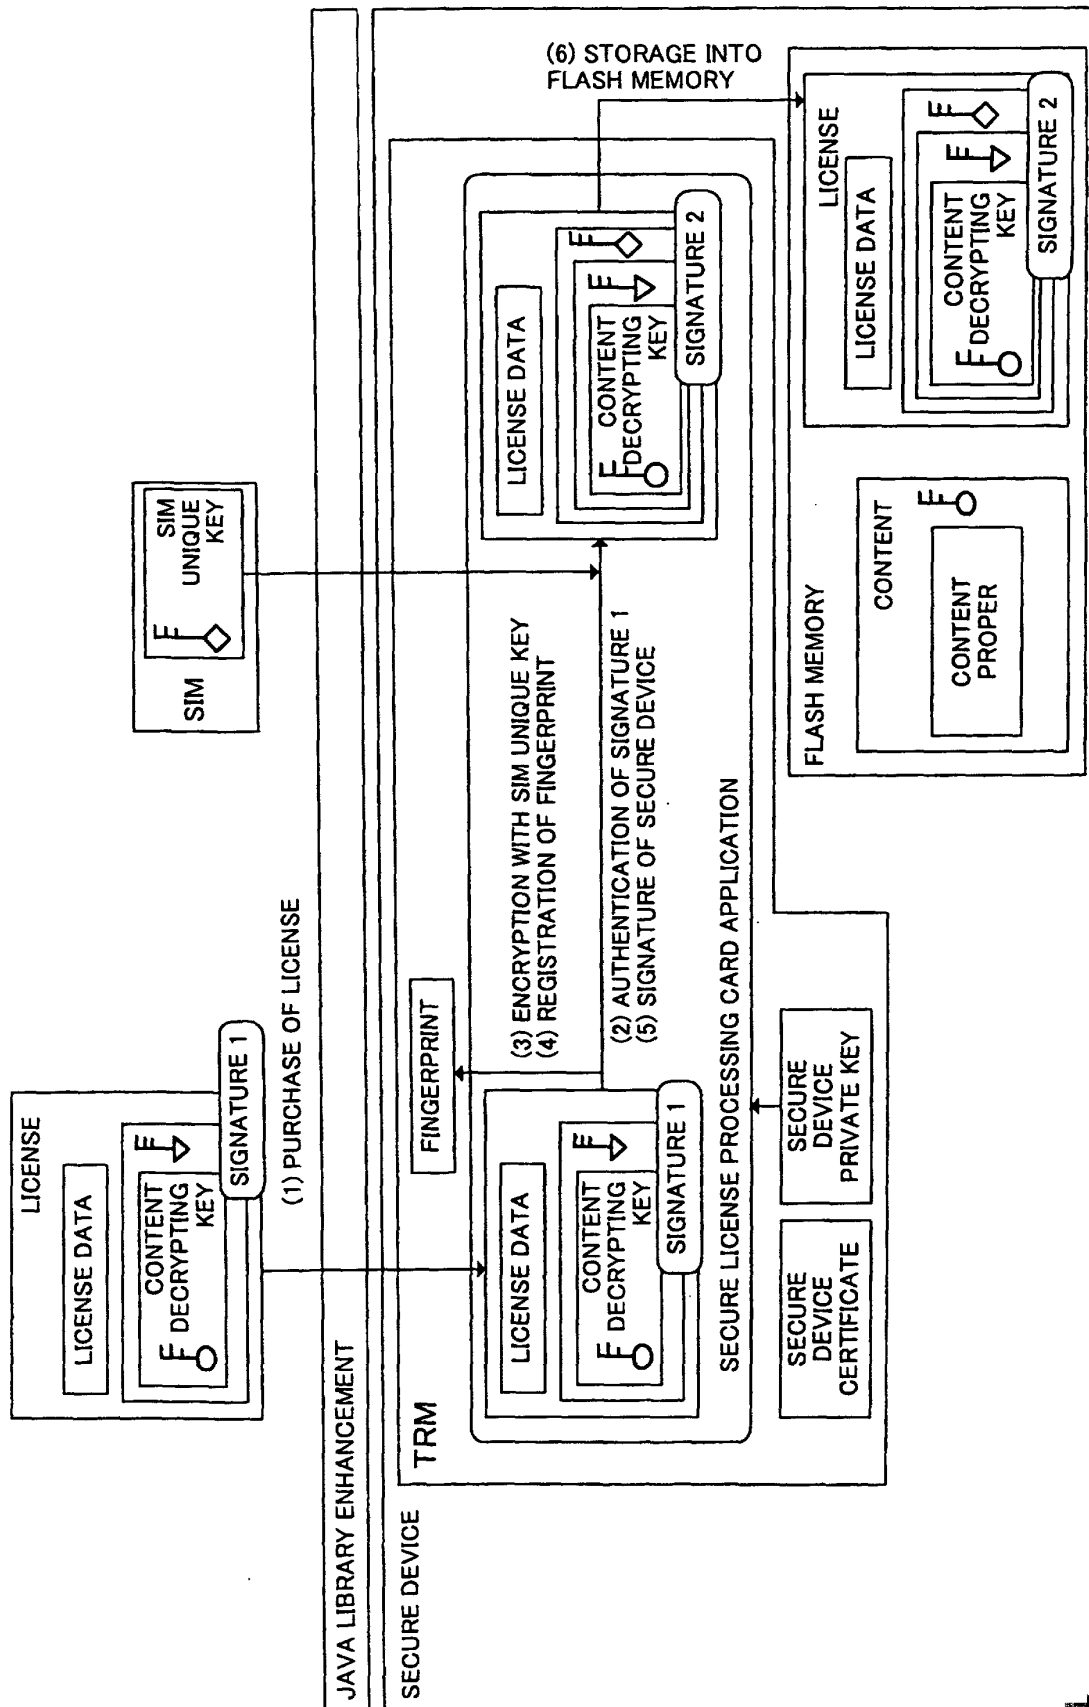 LICENSE
LICENSE DATA
CONTENT
DECRYPTING
KEY
SIGNATURE 1
(1) PURCHASE OF LICENSE
SIM
SIM
UNIQUE
KEY
JAVA LIBRARY ENHANCEMENT
SECURE DEVICE
TRM
FINGERPRINT
LICENSE DATA
CONTENT
DECRYPTING
KEY
SIGNATURE 1
(3) ENCRYPTION WITH SIM UNIQUE KEY
(4) REGISTRATION OF FINGERPRINT
(2) AUTHENTICATION OF SIGNATURE 1
(5) SIGNATURE OF SECURE DEVICE
LICENSE DATA
CONTENT
DECRYPTING
KEY
SIGNATURE 2
SECURE LICENSE PROCESSING CARD APPLICATION
SECURE
DEVICE
CERTIFICATE
SECURE
DEVICE
PRIVATE KEY
(6) STORAGE INTO
FLASH MEMORY
FLASH MEMORY
CONTENT
CONTENT
PROPER
LICENSE
LICENSE DATA
CONTENT
DECRYPTING
KEY
SIGNATURE 2